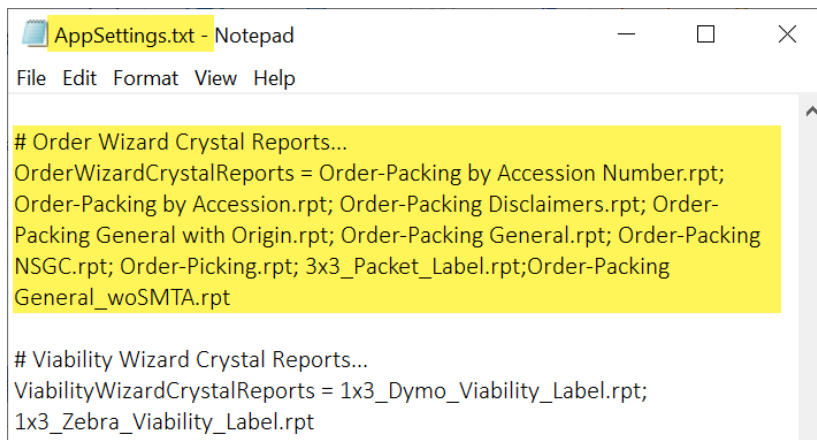 AppSettings.txt - Notepad
File Edit Format View Help
# Order Wizard Crystal Reports...
OrderWizardCrystalReports = Order-Packing by Accession Number.rpt;
Order-Packing by Accession.rpt; Order-Packing Disclaimers.rpt; Order-
Packing General with Origin.rpt; Order-Packing General.rpt; Order-Packing
NSGC.rpt; Order-Picking.rpt; 3x3_Packet_Label.rpt;Order-Packing
General_woSMTA.rpt
# Viability Wizard Crystal Reports...
ViabilityWizardCrystalReports = 1x3_Dymo_Viability_Label.rpt;
1x3_Zebra_Viability_Label.rpt